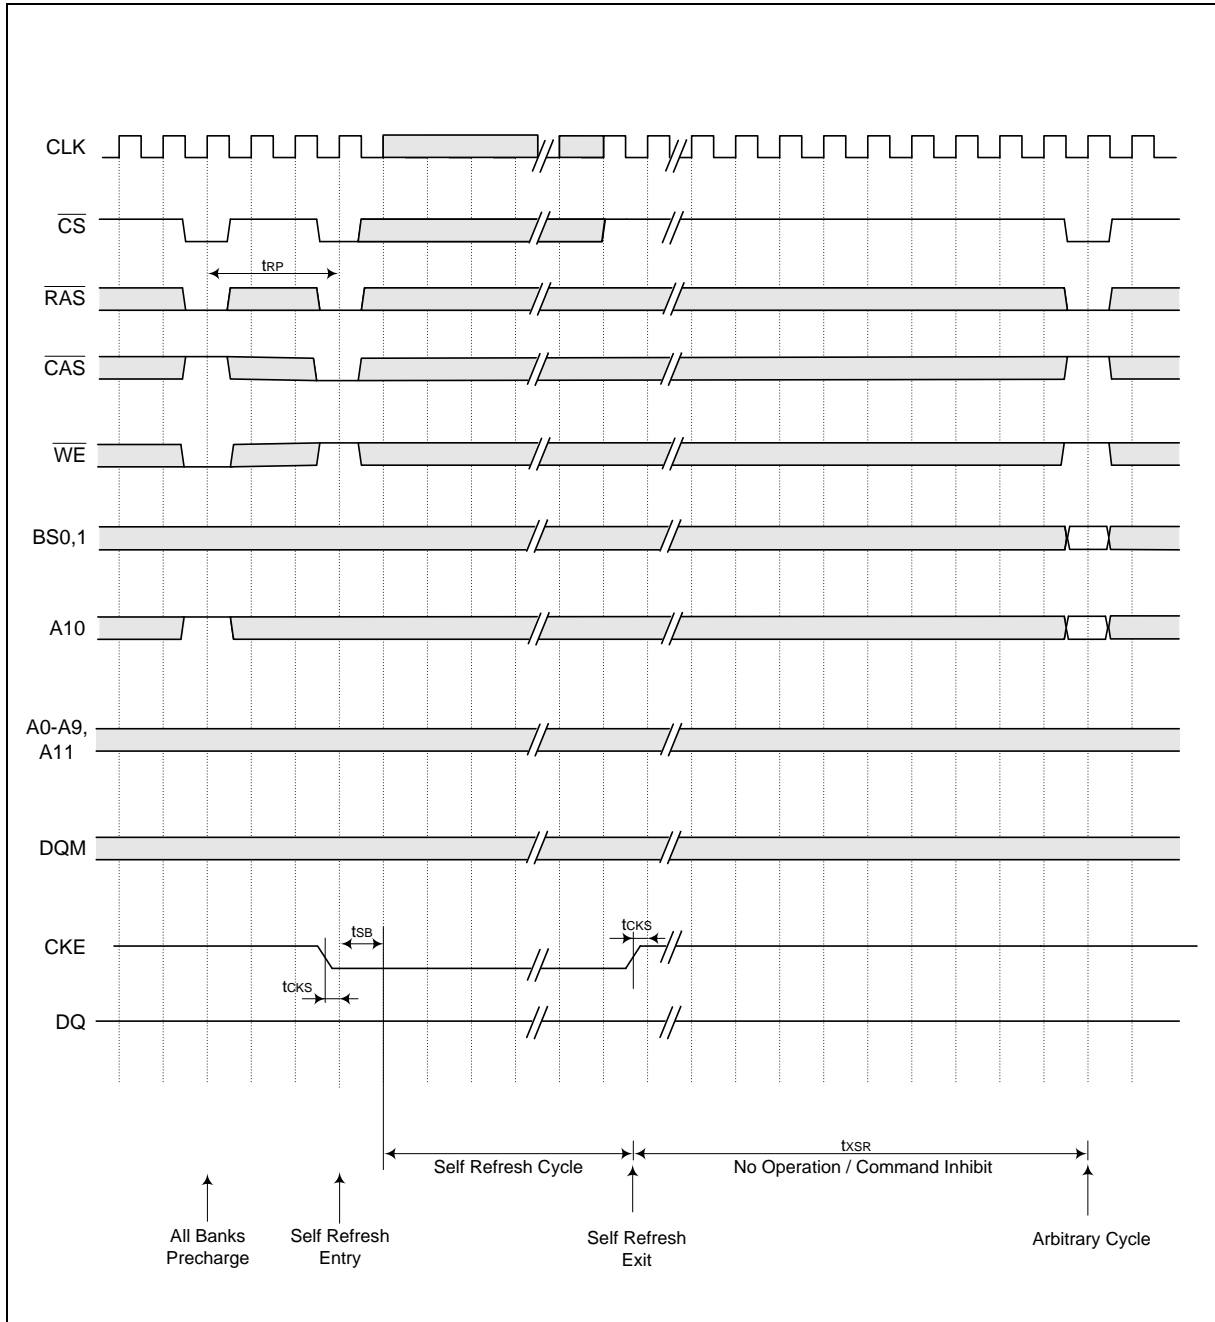 CLK
CS
tRP
RAS
CAS
WE
BS0,1
A10
A0-A9,
A11
DQM
tSB
tCKS
CKE
tCKS
DQ
tXSR
Self Refresh Cycle
No Operation / Command Inhibit
All Banks
Precharge
Self Refresh
Entry
Self Refresh
Exit
Arbitrary Cycle